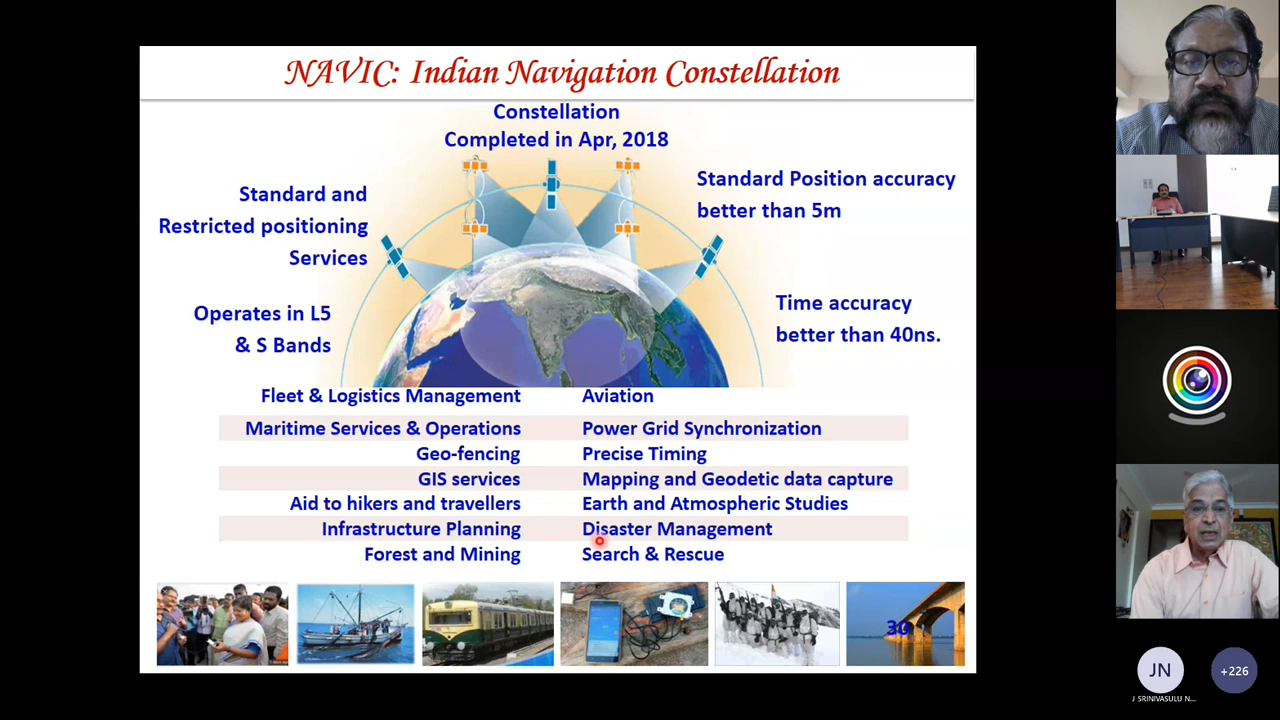 NAVIC: Indian Navigation Constellation
Constellation
Completed in Apr, 2018
Standard and
Restricted positioning
Services
Standard Position accuracy
better than 5m
Operates in L5
& S Bands
Time accuracy
better than 40ns.
Fleet & Logistics Management
Aviation
Maritime Services & Operations
Power Grid Synchronization
Geo-fencing
Precise Timing
GIS services
Mapping and Geodetic data capture
Aid to hikers and travellers
Earth and Atmospheric Studies
Infrastructure Planning
Disaster Management
Forest and Mining
Search & Rescue
30
JN
+226
J SRINIVASULU N...